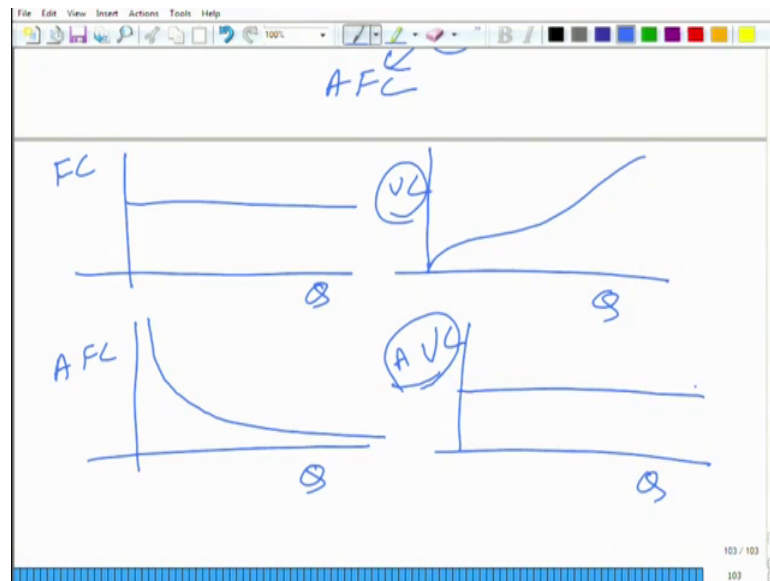 File Edit View Insert Actions Tools Help
100%
AFC
FC
VC
Q
Q
AFC
AVC
Q
Q
103 / 103
103